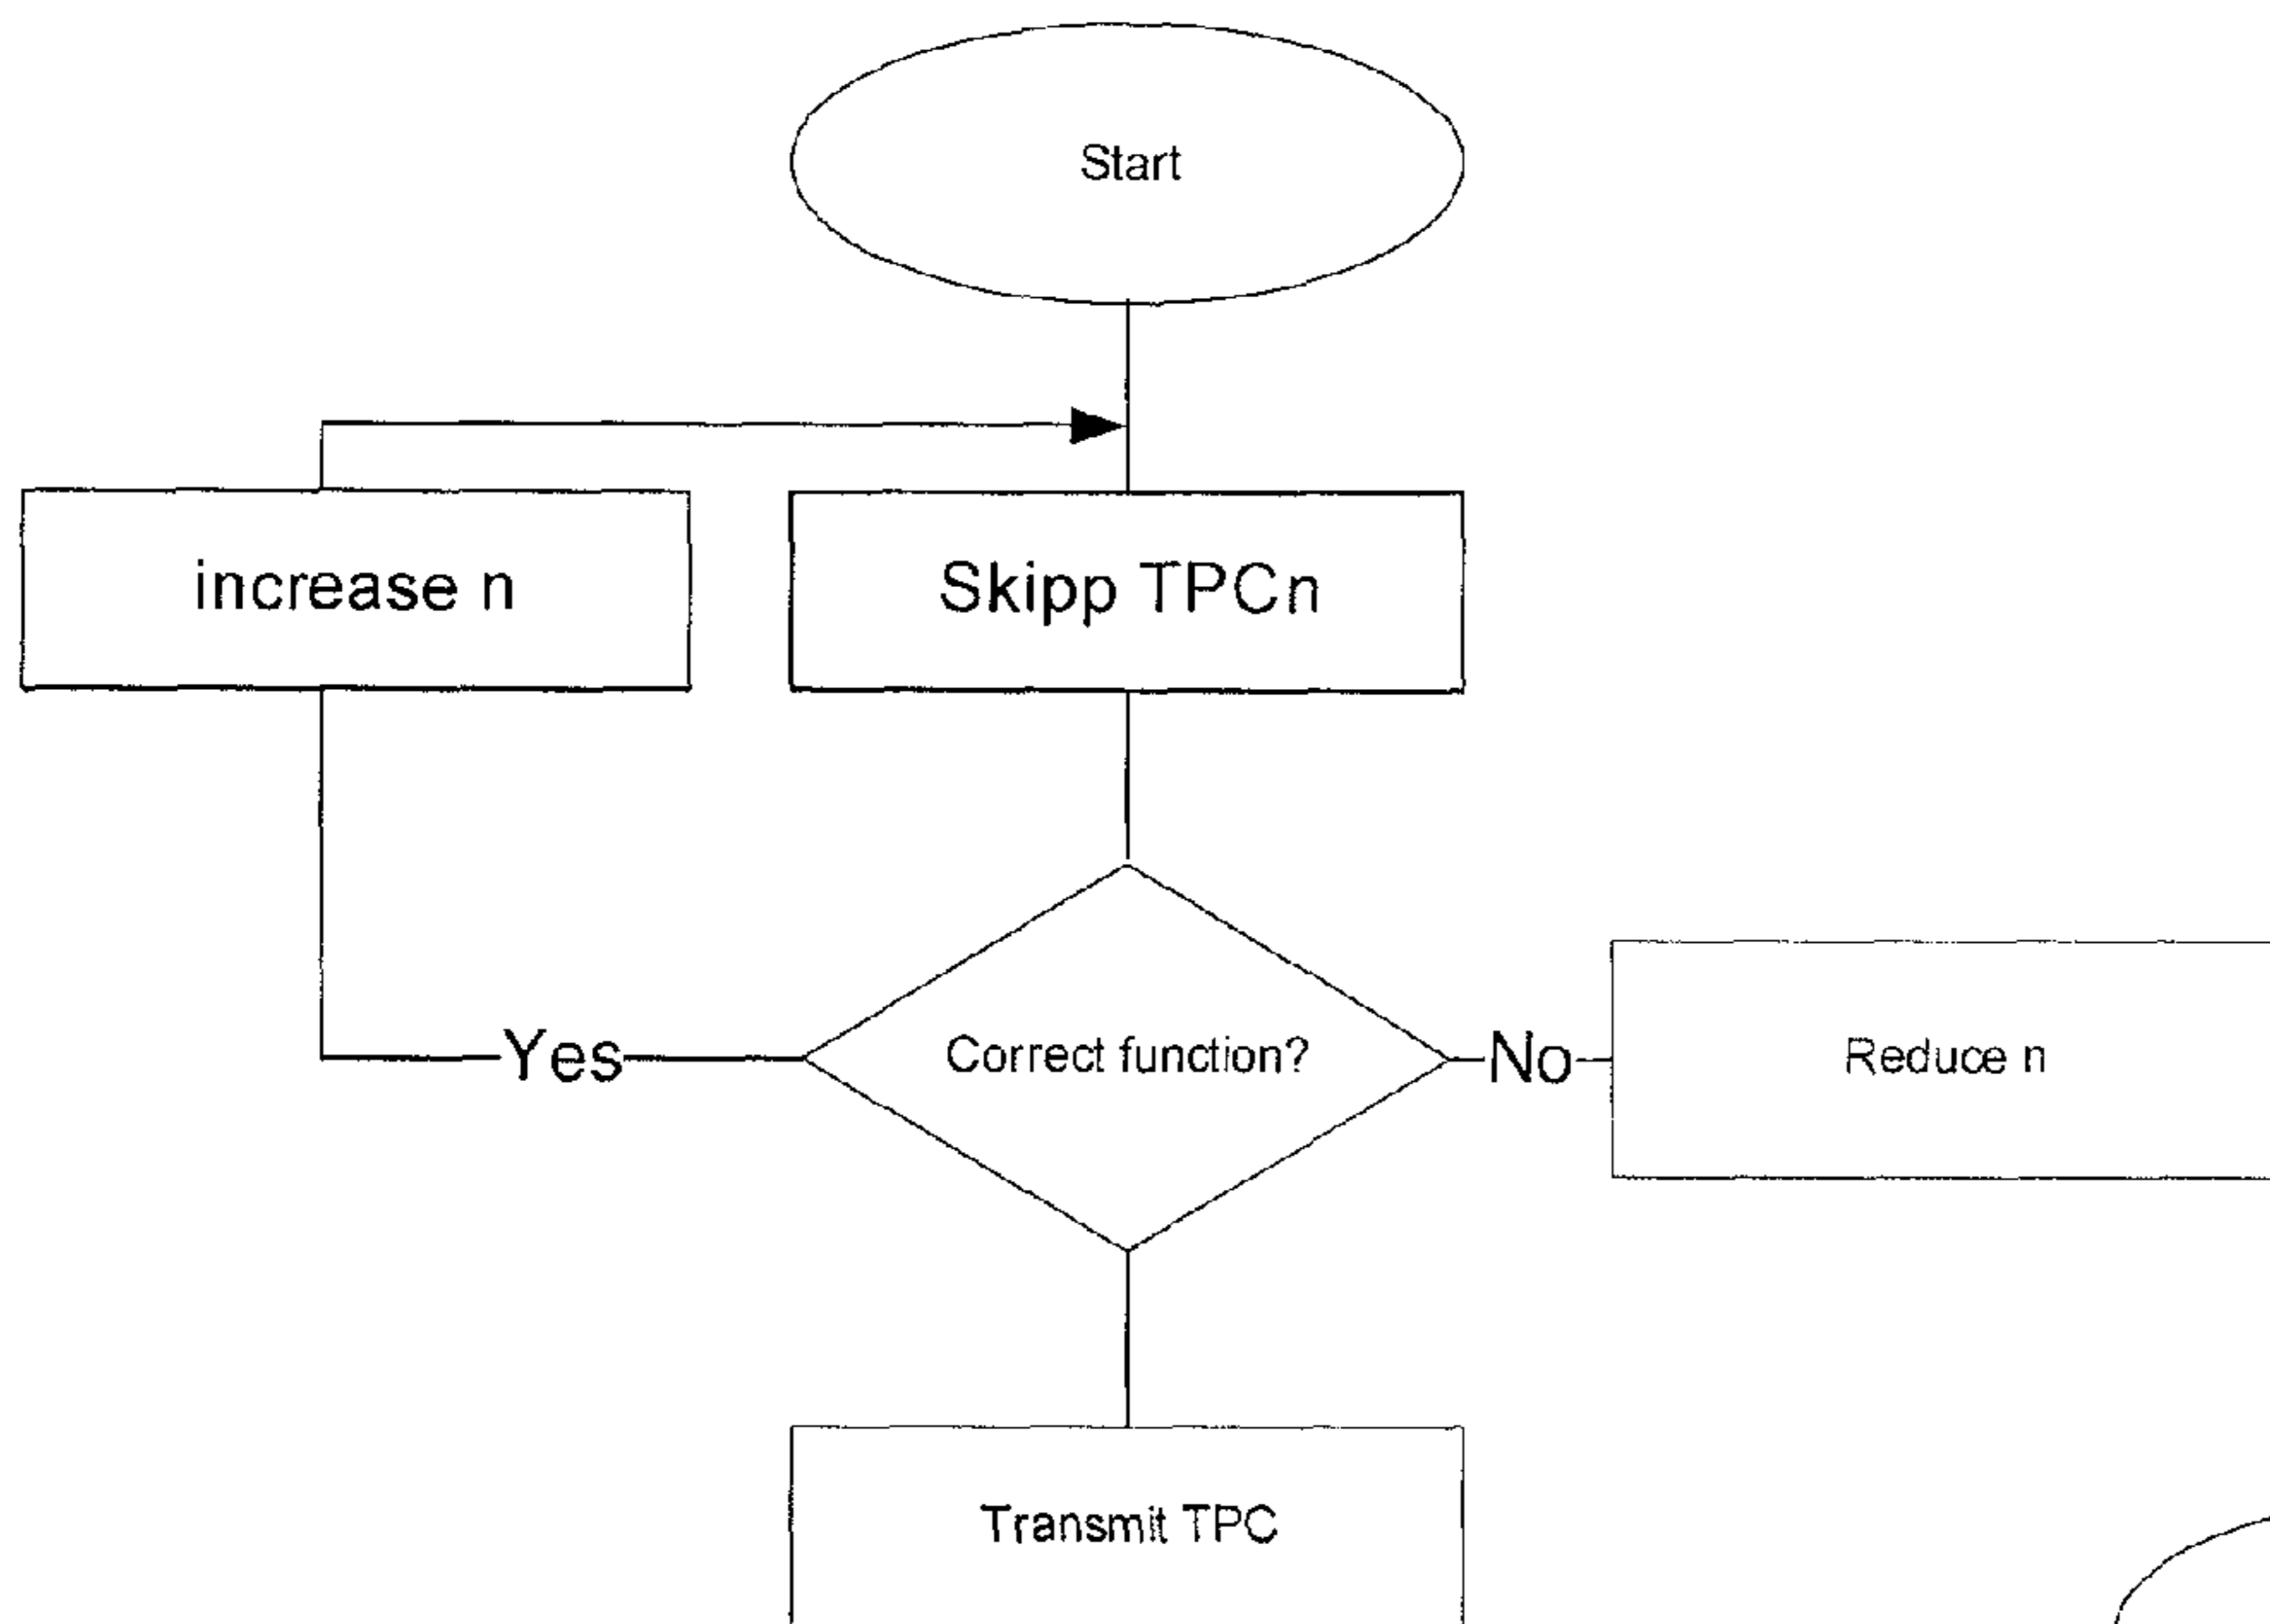 Start
increase n
Skipp TPCn
Yes
Correct function?
No
Reduce n
Transmit TPC